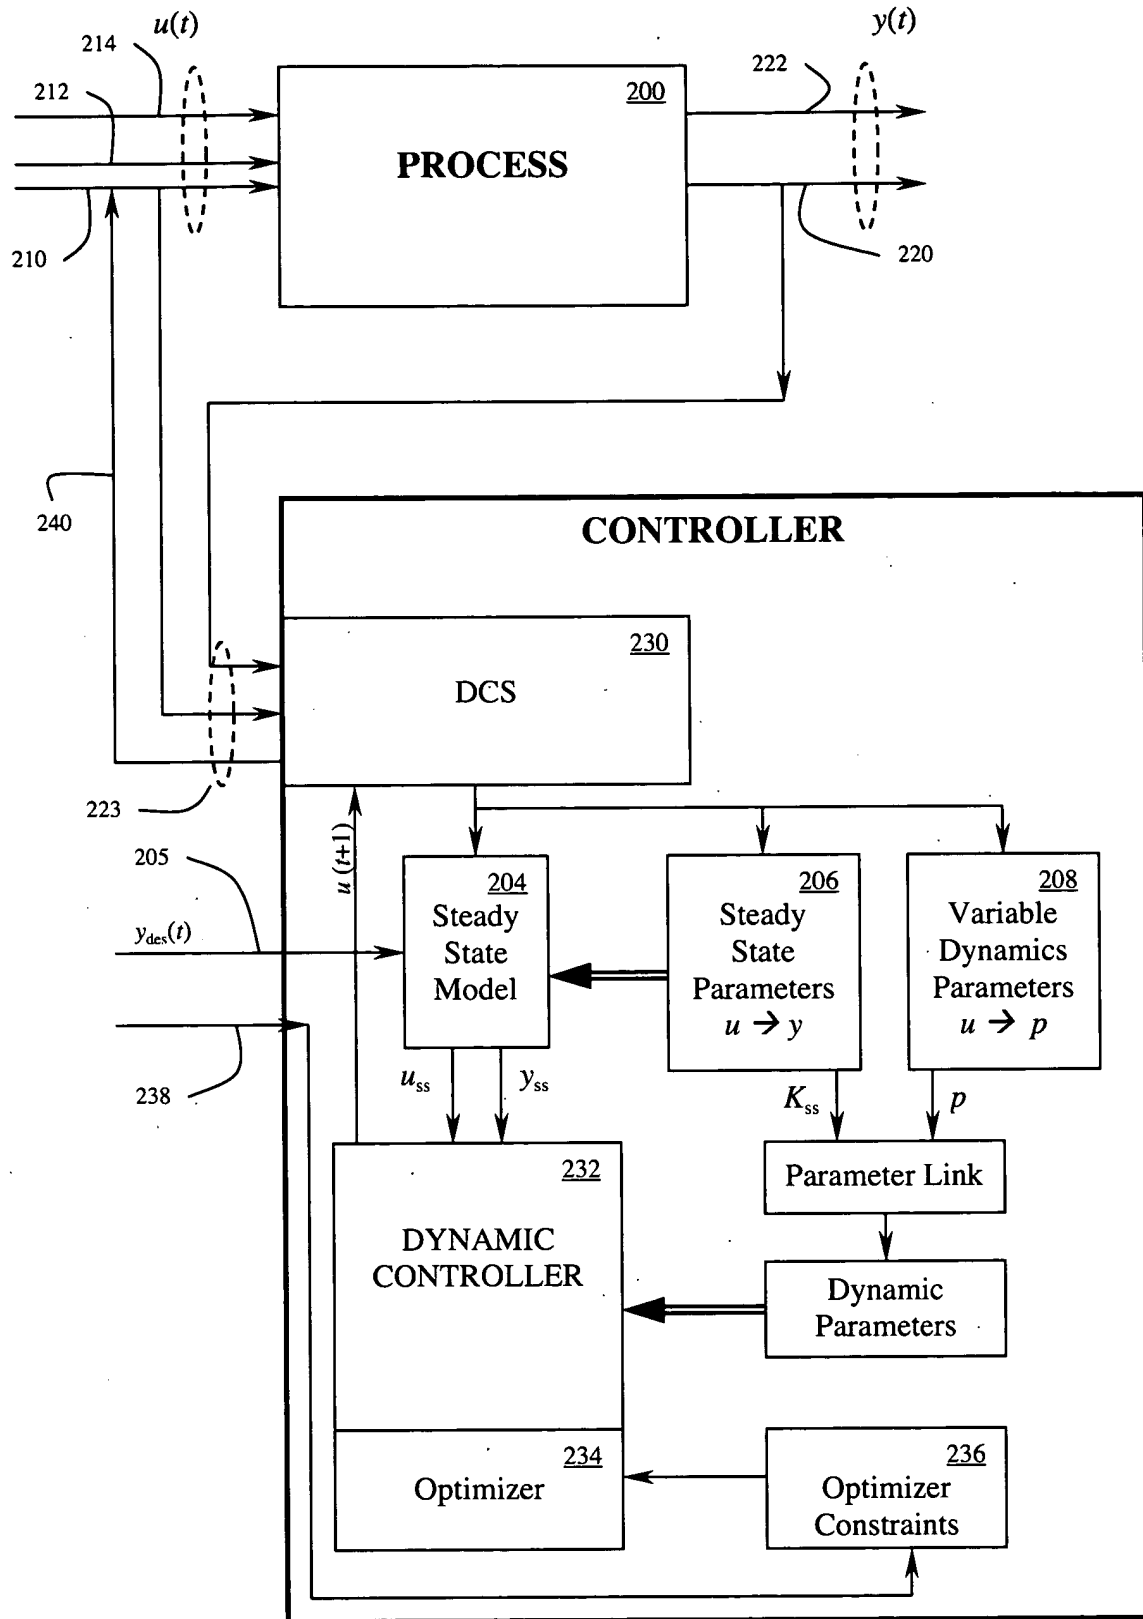 u(t)
y(t)
214
222
212
200
PROCESS
210
220
240
CONTROLLER
230
DCS
223
u (t+1)
205
204
Steady
State
Model
206
Steady
State
Parameters
u → y
208
Variable
Dynamics
Parameters
u → p
y_des(t)
238
u_ss
y_ss
K_ss
p
232
DYNAMIC
CONTROLLER
Parameter Link
Dynamic
Parameters
234
Optimizer
236
Optimizer
Constraints